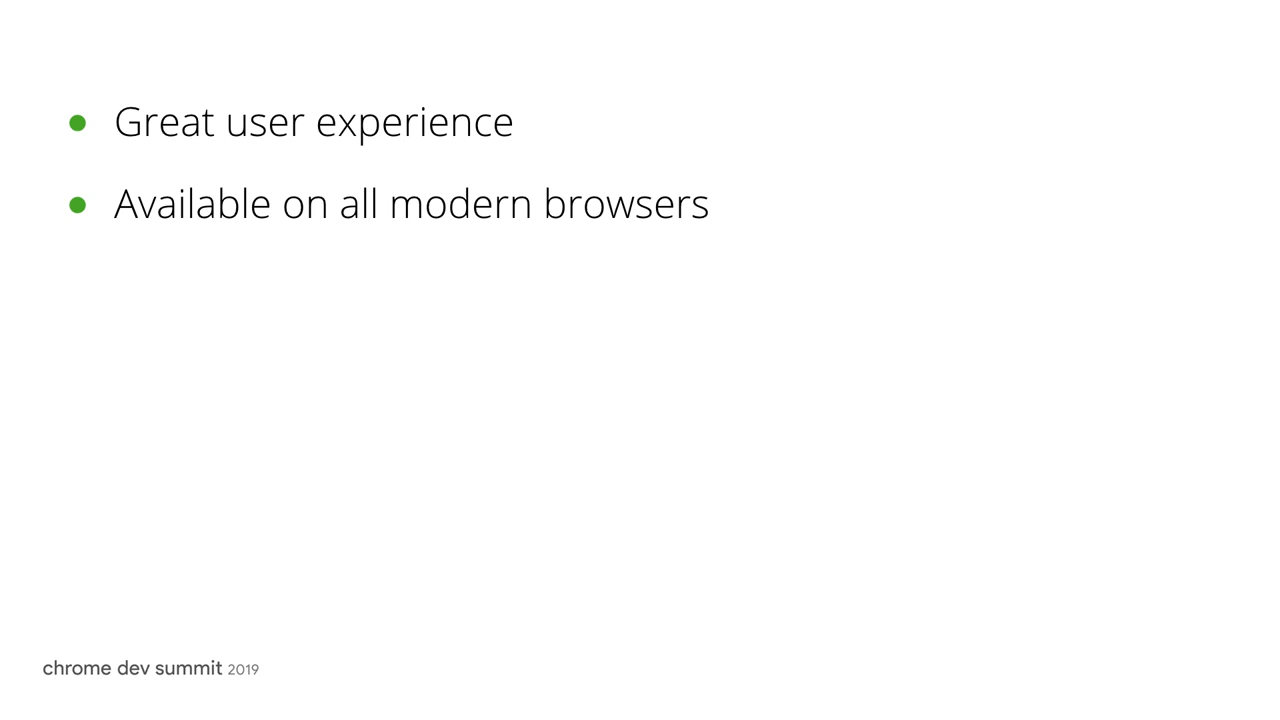 Great user experience
Available on all modern browsers
chrome dev summit 2019